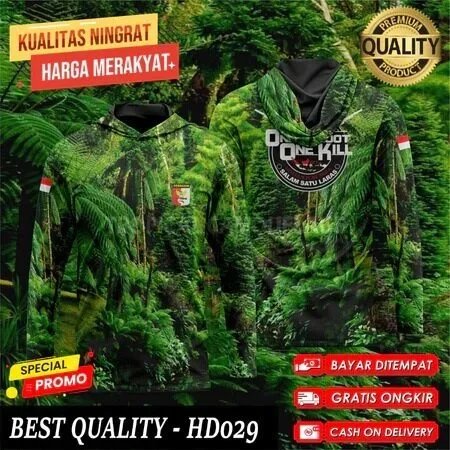 KUALITAS NINGRAT
HARGA MERAKYAT+
PREMIUM
QUALITY
PRODUCT
ONE KILL
SALAM SATU LARAS
SPECIAL
PROMO
BAYAR DITEMPAT
GRATIS ONGKIR
CASH ON DELIVERY
BEST QUALITY - HD029